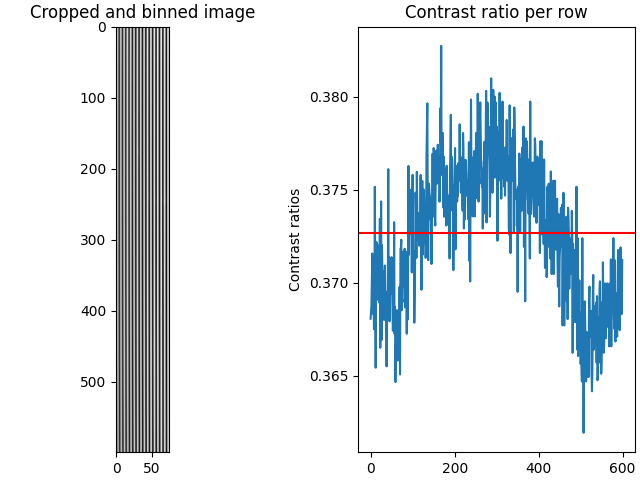 Cropped and binned image
0
100
200
300
400
500
0 50
Contrast ratio per row
Contrast ratios
0.380
0.375
0.370
0.365
0 200 400 600